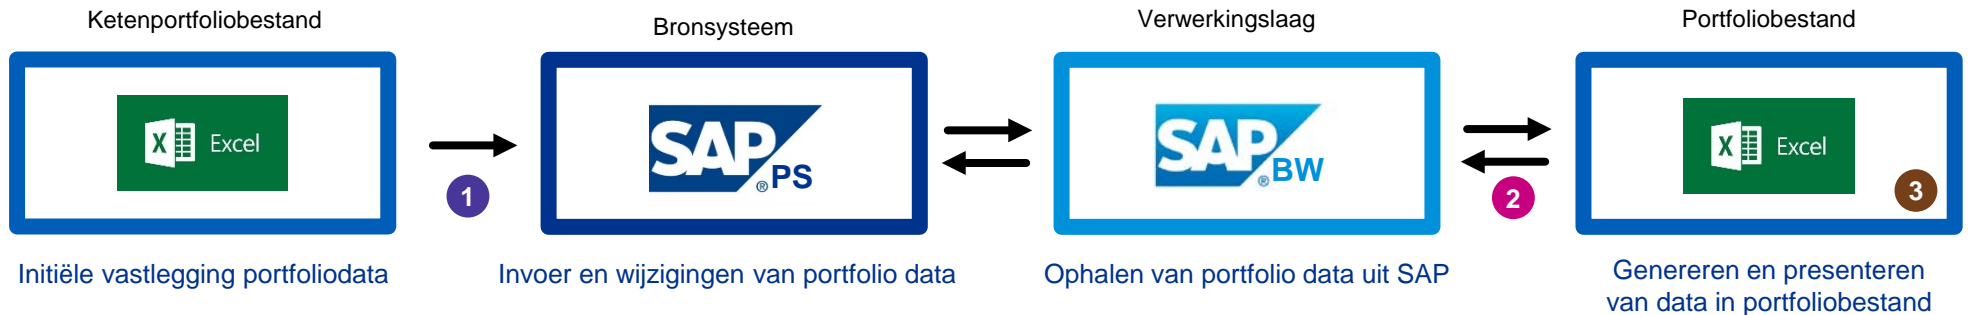 Ketenportfoliobestand
Bronsysteem
Verwerkingslaag
Portfoliobestand
X Excel
SAP ® PS
SAP ® BW
X Excel
1
2
3
Initiële vastlegging portfoliodata
Invoer en wijzigingen van portfolio data
Ophalen van portfolio data uit SAP
Genereren en presenteren
van data in portfoliobestand